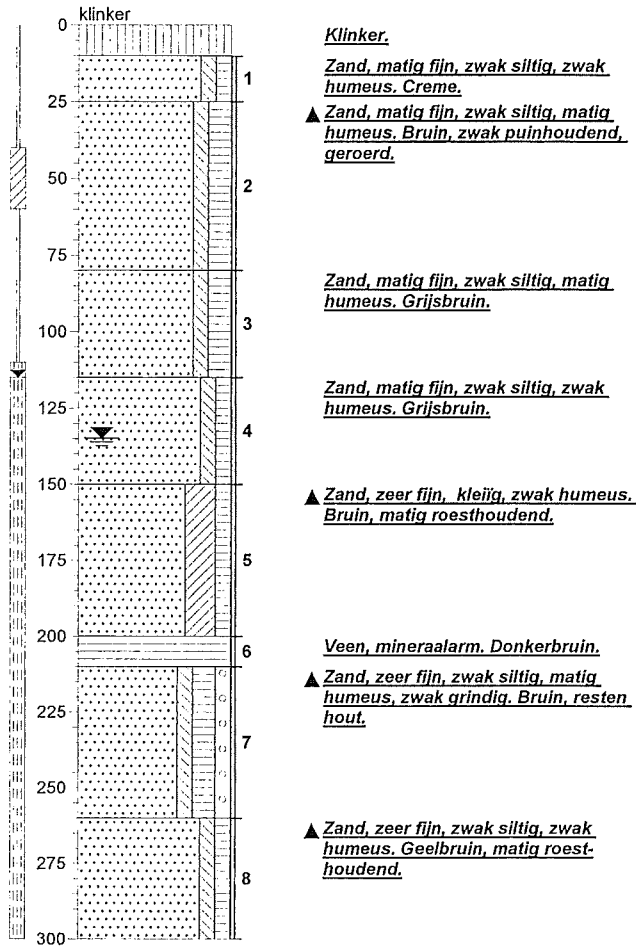 klinker
0
Klinker.
1
Zand, matig fijn, zwak siltig, zwak
humeus. Creme.
25
Zand, matig fijn, zwak siltig, matig
humeus. Bruin, zwak puinhoudend,
geroerd.
50
2
75
Zand, matig fijn, zwak siltig, matig
humeus. Grijsbruin.
3
100
Zand, matig fijn, zwak siltig, zwak
humeus. Grijsbruin.
125
4
150
Zand, zeer fijn, kleiïg, zwak humeus.
Bruin, matig roesthoudend.
175
5
200
6
Veen, mineraalarm. Donkerbruin.
Zand, zeer fijn, zwak siltig, matig
humeus, zwak grindig. Bruin, resten
hout.
225
7
250
Zand, zeer fijn, zwak siltig, zwak
humeus. Geelbruin, matig roest-
houdend.
275
8
300